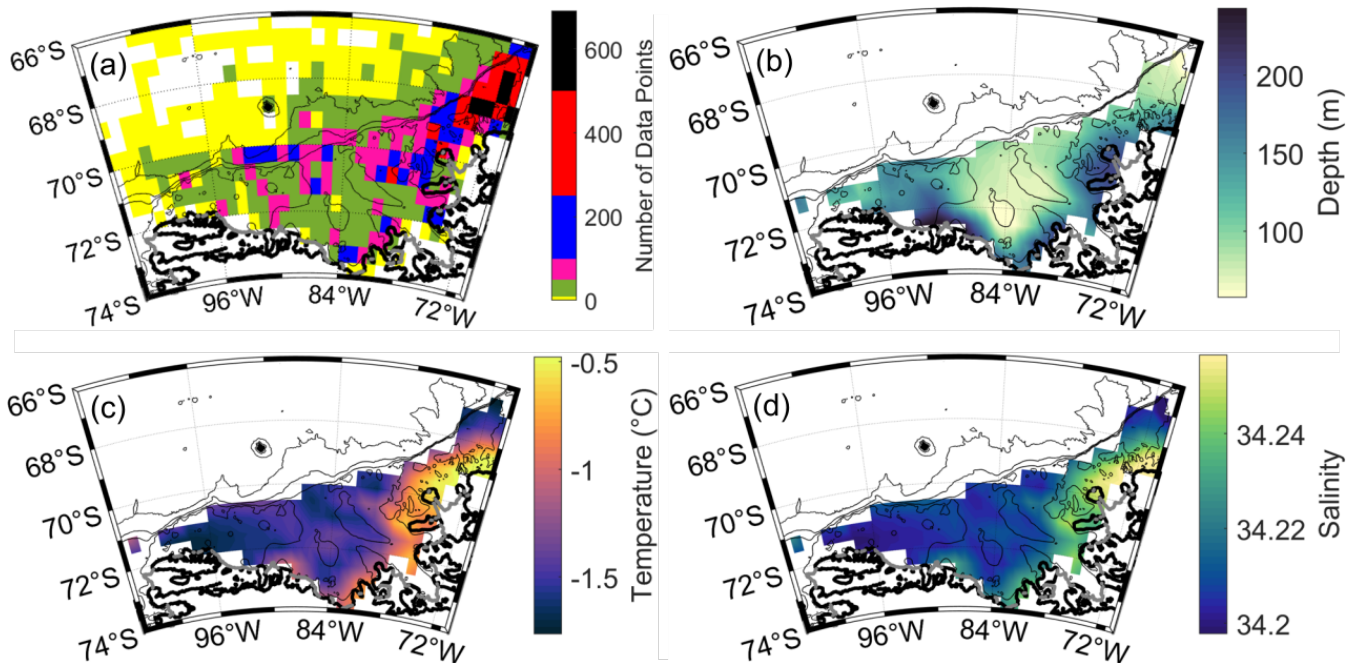 (a)
66°S
68°S
70°S
72°S
74°S
96°W
84°W
72°W
600
400
200
0
Number of Data Points
(b)
66°S
68°S
70°S
72°S
74°S
96°W
84°W
72°W
200
150
100
Depth (m)
(c)
66°S
68°S
70°S
72°S
74°S
96°W
84°W
72°W
-0.5
-1
-1.5
Temperature (°C)
(d)
66°S
68°S
70°S
72°S
74°S
96°W
84°W
72°W
34.24
34.22
34.2
Salinity